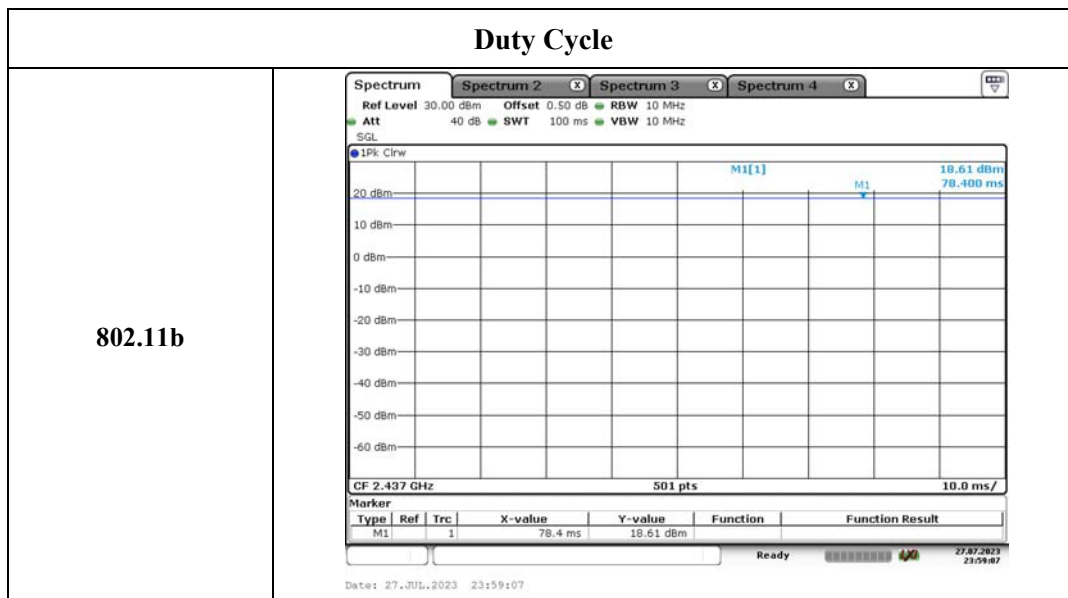 Duty Cycle
802.11b
Spectrum Spectrum 2 X Spectrum 3 X Spectrum 4 X
Ref Level 30.00 dBm Offset 0.50 dB RBW 10 MHz
Att 40 dB SWT 100 ms VBW 10 MHz
SGL
1Pk Clrw
M1[1] 18.61 dBm
78.400 ms
M1
20 dBm
10 dBm
0 dBm
-10 dBm
-20 dBm
-30 dBm
-40 dBm
-50 dBm
-60 dBm
CF 2.437 GHz 501 pts 10.0 ms/
Marker
Type Ref Trc X-value Y-value Function Function Result
M1 1 78.4 ms 18.61 dBm
Ready 27.07.2023
23:59:07
Date: 27.JUL.2023 23:59:07